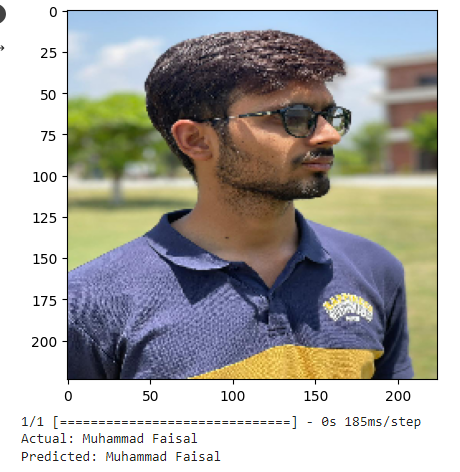 0
25
50
75
100
125
150
175
200
0 50 100 150 200
1/1 [==============================] - 0s 185ms/step
Actual: Muhammad Faisal
Predicted: Muhammad Faisal